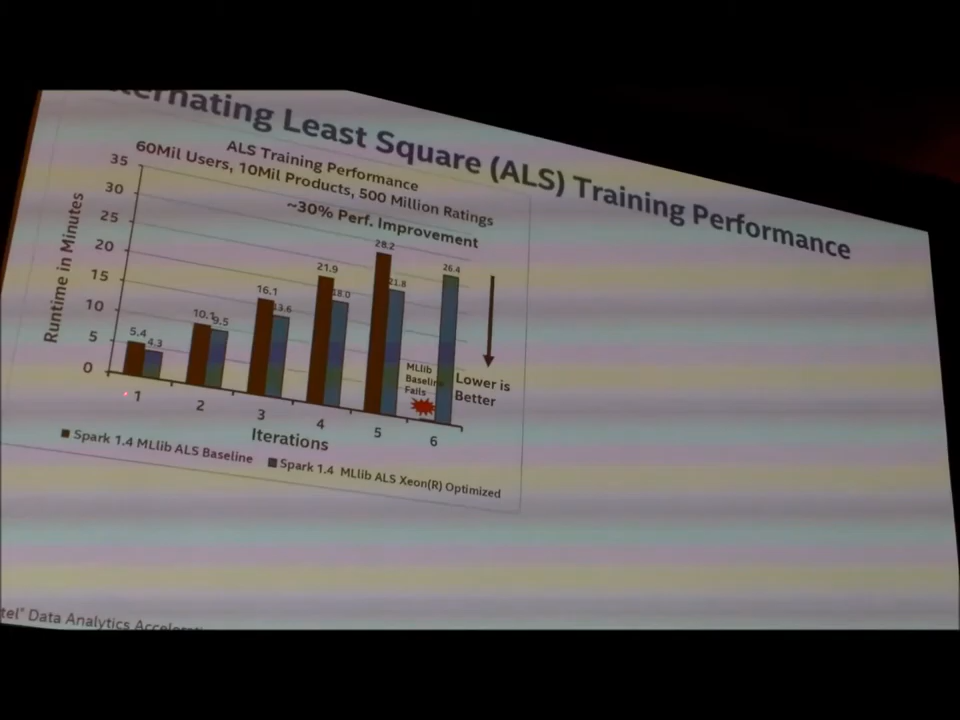 Least Square (ALS) Training Performance
ALS Training Performance
60Mil Users, 10Mil Products, 500 Million Ratings
~30% Perf. Improvement
35
30
25
20
15
10
5
0
Runtime in Minutes
5.4
4.3
9.5
16.1
13.6
21.9
18.0
28.2
21.8
26.4
MLlib
Baseline
Fails
Lower is
Better
1
2
3
4
5
6
Iterations
Spark 1.4 MLlib ALS Baseline
Spark 1.4 MLlib ALS Xeon(R) Optimized
Data Analytics